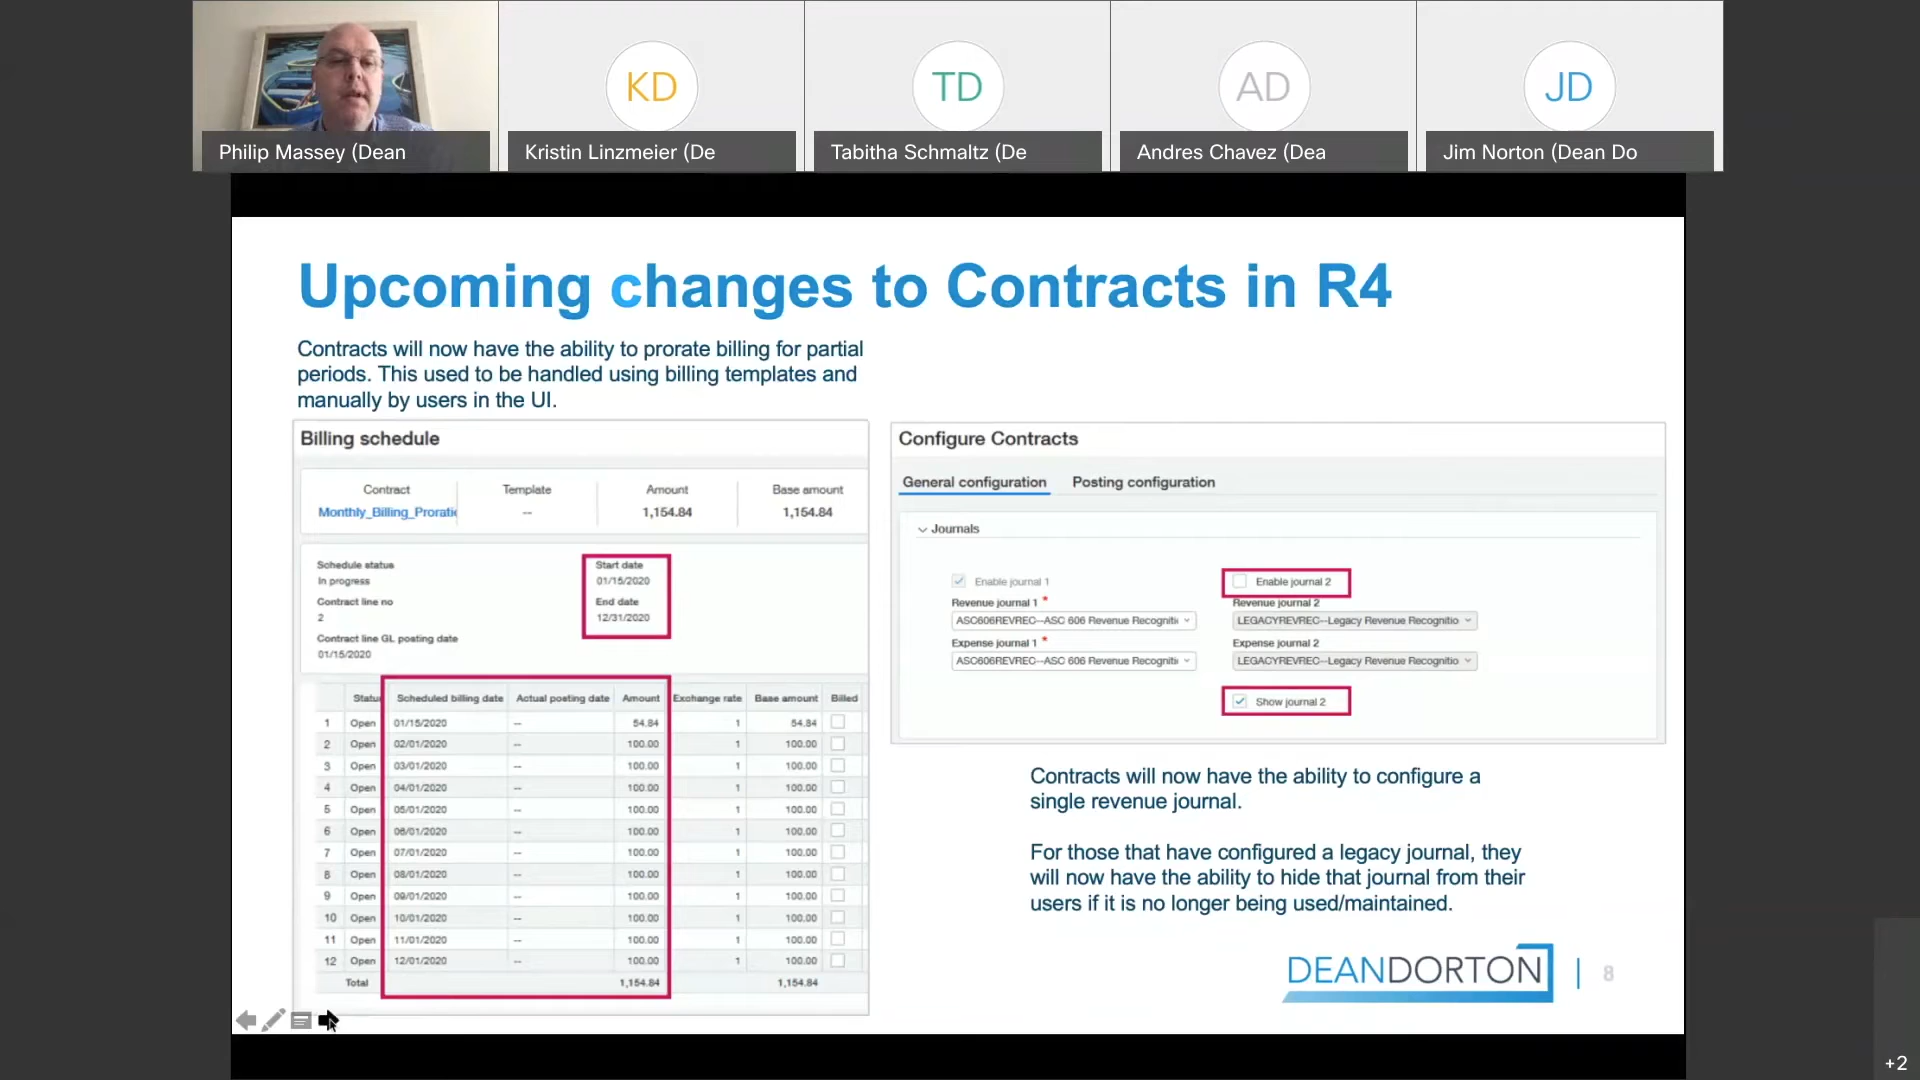 KD
TD
AD
JD
Philip Massey (Dean
Kristin Linzmeier (De
Tabitha Schmaltz (De
Andres Chavez (Dea
Jim Norton (Dean Do
Upcoming changes to Contracts in R4
Contracts will now have the ability to prorate billing for partial
periods. This used to be handled using billing templates and
manually by users in the UI.
Billing schedule
Contract Template Amount Base amount
Monthly_Billing_Proratic -- 1,154.84 1,154.84
Schedule status
In progress
Contract line no
2
Contract line GL posting date
01/15/2020
Start date
01/15/2020
End date
12/31/2020
Statu Scheduled billing date Actual posting date Amount Exchange rate Base amount Billed
1 Open 01/15/2020 -- 54.84 1 54.84
2 Open 02/01/2020 -- 100.00 1 100.00
3 Open 03/01/2020 -- 100.00 1 100.00
4 Open 04/01/2020 -- 100.00 1 100.00
5 Open 05/01/2020 -- 100.00 1 100.00
6 Open 06/01/2020 -- 100.00 1 100.00
7 Open 07/01/2020 -- 100.00 1 100.00
8 Open 08/01/2020 -- 100.00 1 100.00
9 Open 09/01/2020 -- 100.00 1 100.00
10 Open 10/01/2020 -- 100.00 1 100.00
11 Open 11/01/2020 -- 100.00 1 100.00
12 Open 12/01/2020 -- 100.00 1 100.00
Total 1,154.84 1,154.84
Configure Contracts
General configuration Posting configuration
Journals
Enable journal 1
Revenue journal 1 *
ASC606REVREC--ASC 606 Revenue Recogniti
Expense journal 1 *
ASC606REVREC--ASC 606 Revenue Recogniti
Enable journal 2
Revenue journal 2
LEGACYREVREC--Legacy Revenue Recognitio
Expense journal 2
LEGACYREVREC--Legacy Revenue Recognitio
Show journal 2
Contracts will now have the ability to configure a
single revenue journal.
For those that have configured a legacy journal, they
will now have the ability to hide that journal from their
users if it is no longer being used/maintained.
DEANDORTON | 8
+2